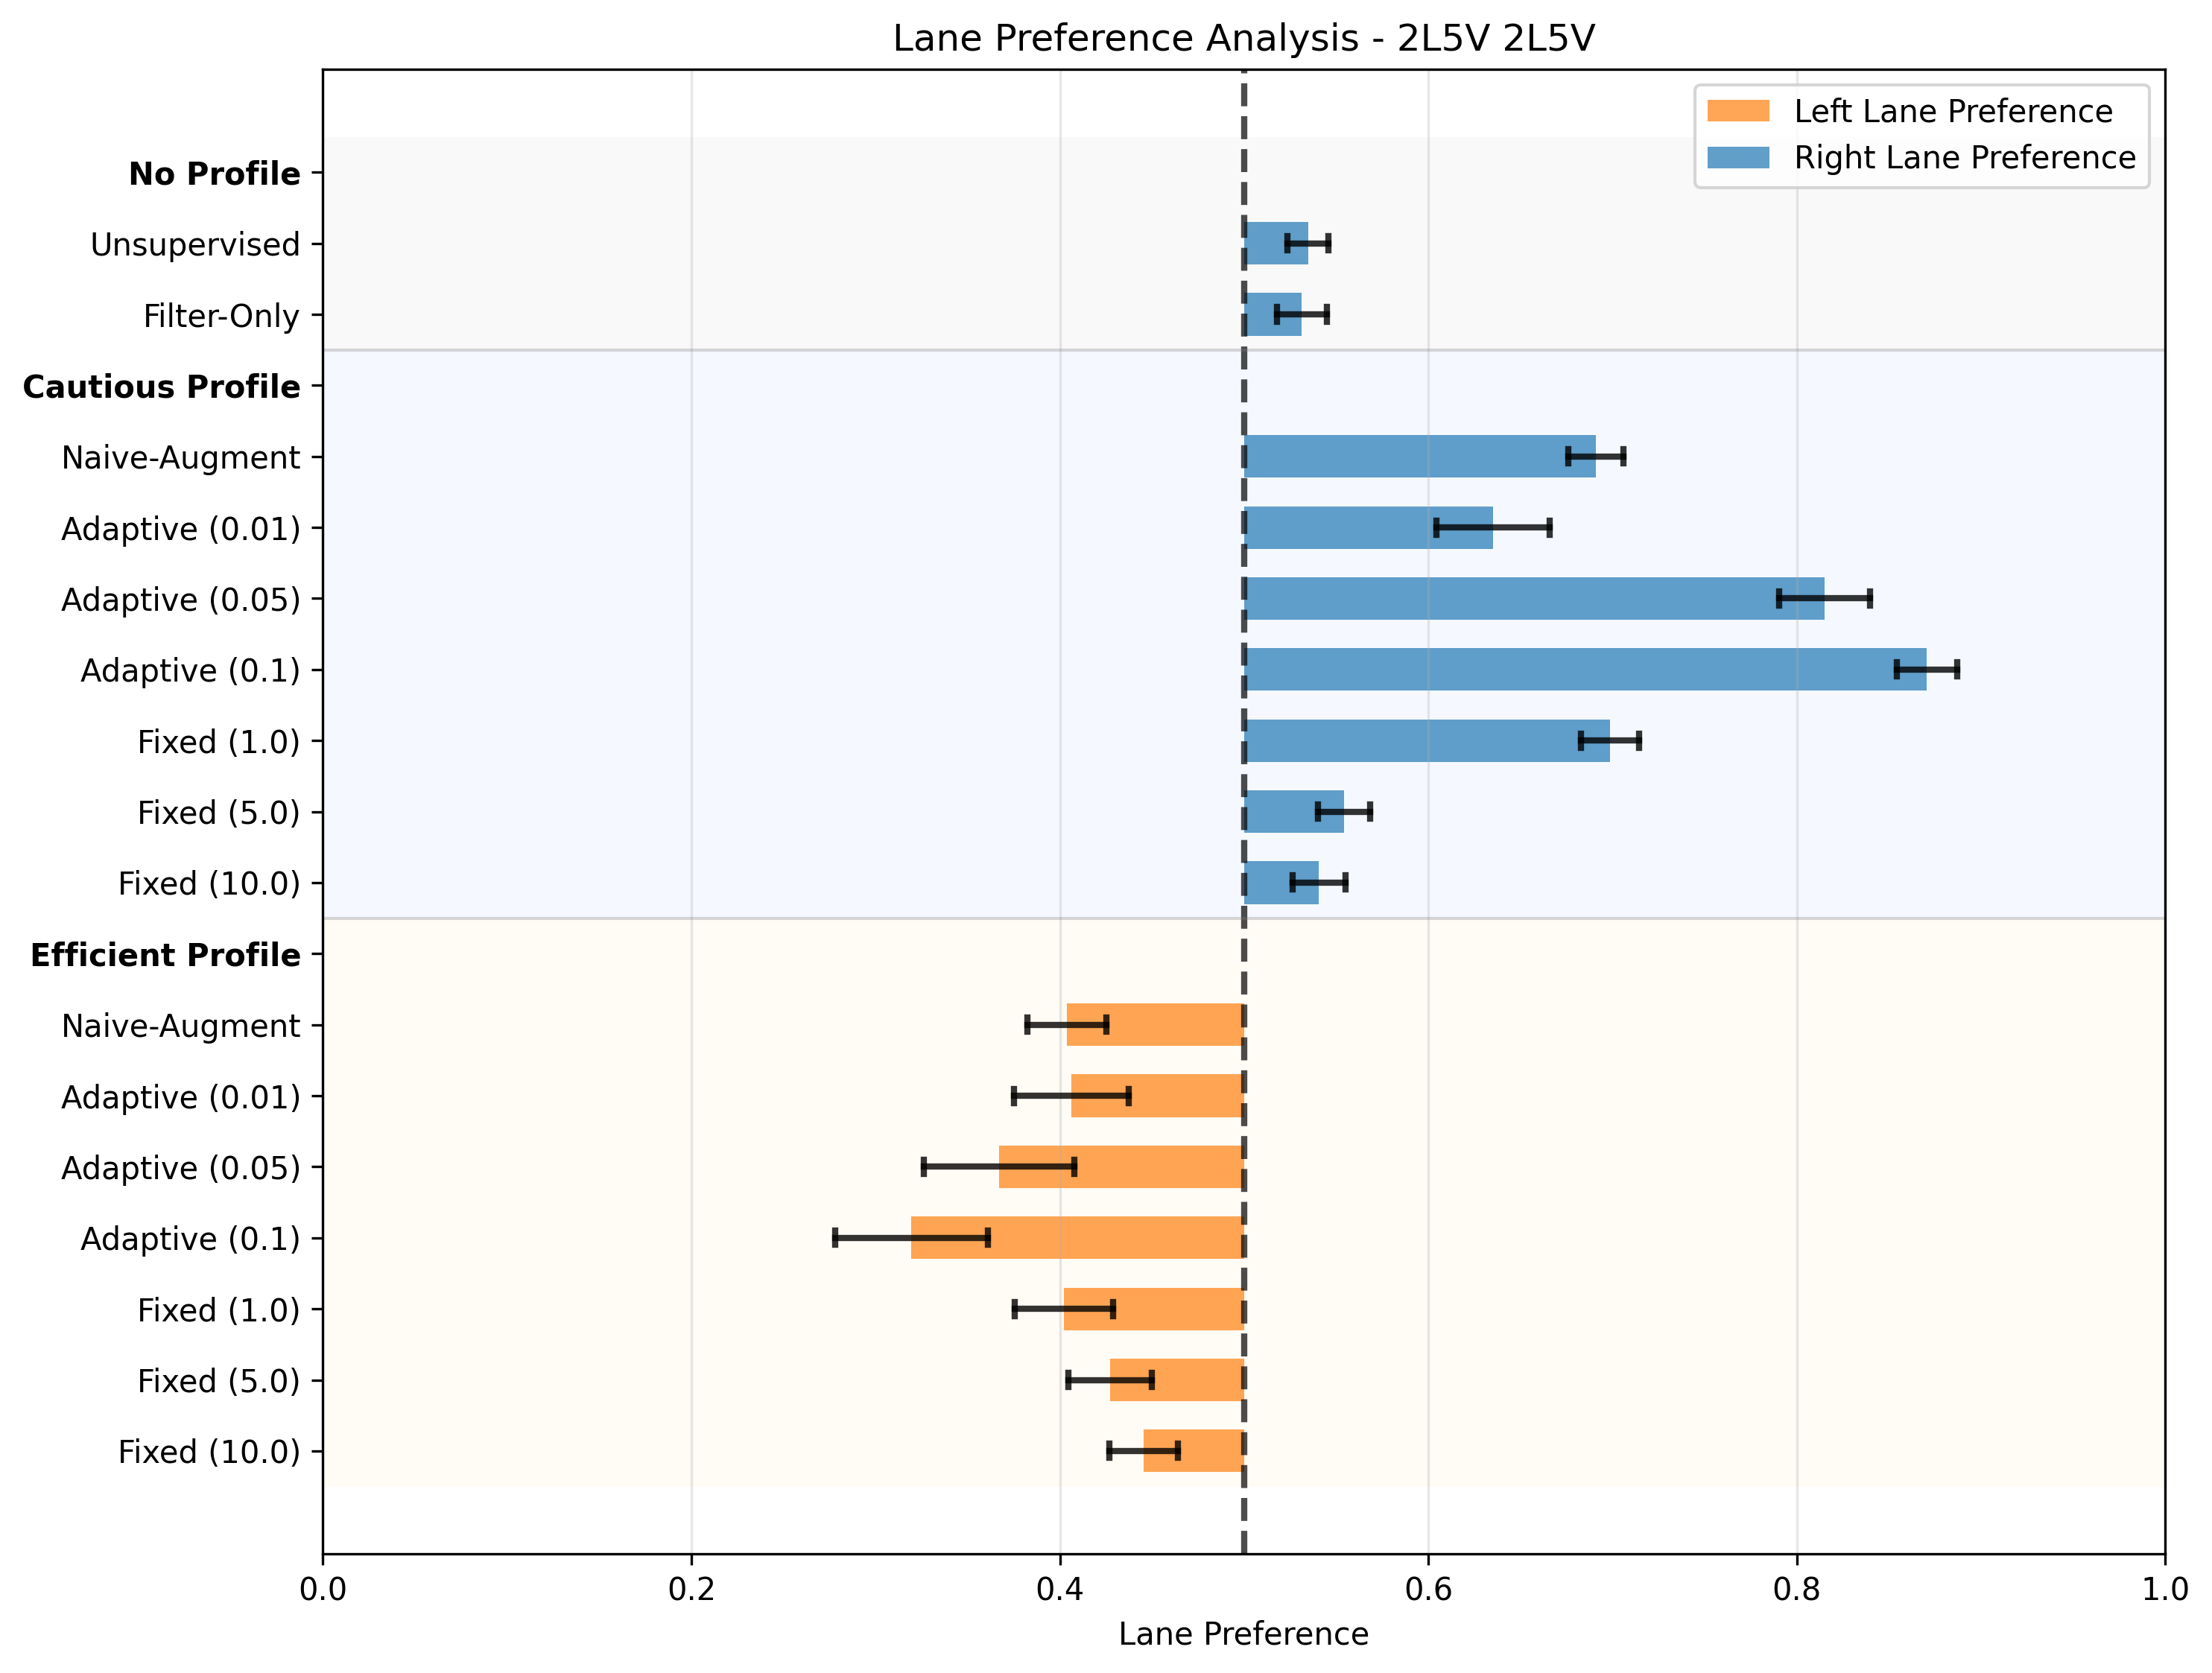 Lane Preference Analysis - 2L5V 2L5V
Left Lane Preference
Right Lane Preference
No Profile
Unsupervised
Filter-Only
Cautious Profile
Naive-Augment
Adaptive (0.01)
Adaptive (0.05)
Adaptive (0.1)
Fixed (1.0)
Fixed (5.0)
Fixed (10.0)
Efficient Profile
Naive-Augment
Adaptive (0.01)
Adaptive (0.05)
Adaptive (0.1)
Fixed (1.0)
Fixed (5.0)
Fixed (10.0)
0.0 0.2 0.4 0.6 0.8 1.0
Lane Preference